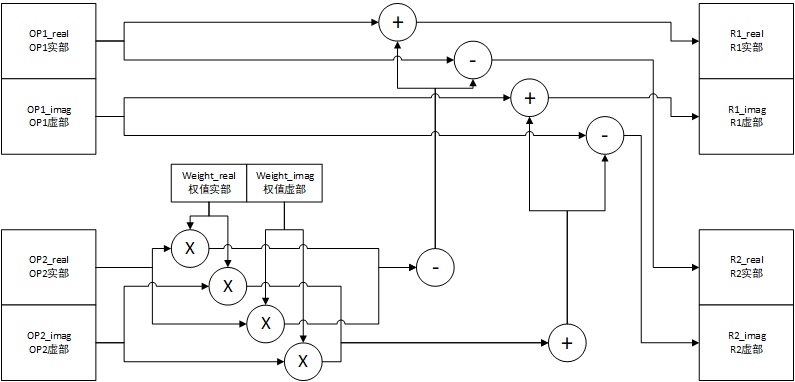 OP1_real
OP1实部
+
R1_real
R1实部
-
OP1_imag
OP1虚部
+
R1_imag
R1虚部
-
Weight_real
权值实部
Weight_imag
权值虚部
OP2_real
OP2实部
X
-
R2_real
R2实部
X
X
OP2_imag
OP2虚部
+
R2_imag
R2虚部
X